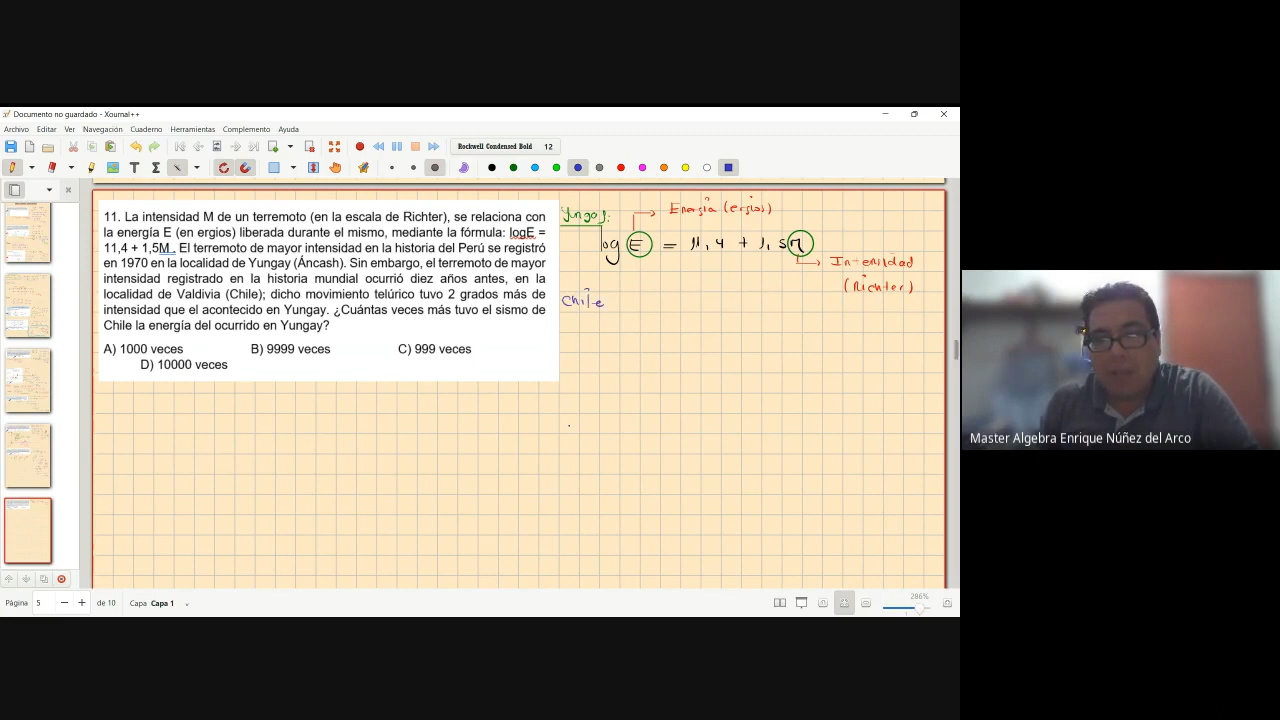 Documento no guardado - Xournal++
Archivo Editar Ver Navegación Cuaderno Herramientas Complemento Ayuda
Rockwell Condensed Bold 12
11. La intensidad M de un terremoto (en la escala de Richter), se relaciona con
la energía E (en ergios) liberada durante el mismo, mediante la fórmula: logE =
11,4 + 1,5M . El terremoto de mayor intensidad en la historia del Perú se registró
en 1970 en la localidad de Yungay (Áncash). Sin embargo, el terremoto de mayor
intensidad registrado en la historia mundial ocurrió diez años antes, en la
localidad de Valdivia (Chile); dicho movimiento telúrico tuvo 2 grados más de
intensidad que el acontecido en Yungay. ¿Cuántas veces más tuvo el sismo de
Chile la energía del ocurrido en Yungay?
A) 1000 veces B) 9999 veces C) 999 veces
D) 10000 veces
Yungay:
Energía (ergios)
log E = 11,4 + 1,5M
Intensidad
(Richter)
Chile
Master Algebra Enrique Núñez del Arco
Página 5 de 10 Capa Capa 1
286%